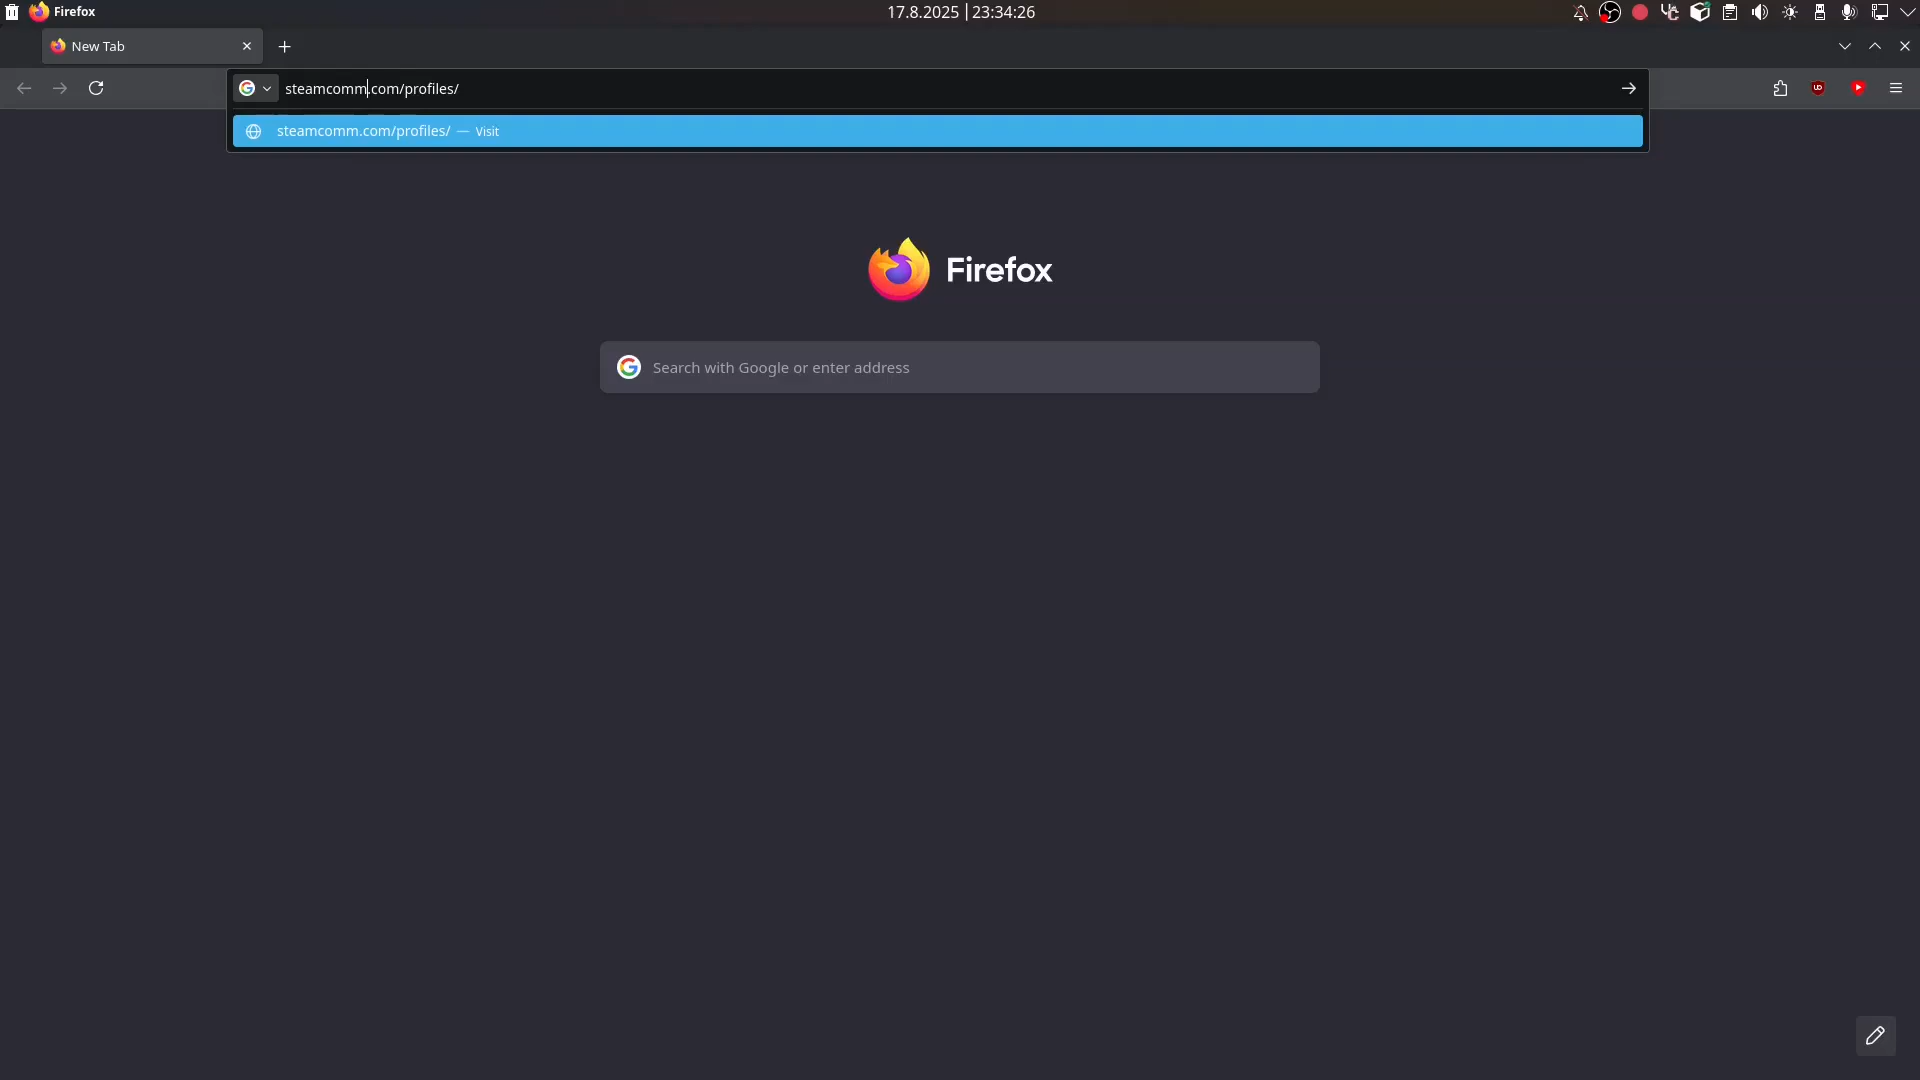 Firefox
17.8.2025 | 23:34:26
New Tab
steamcomm.com/profiles/
steamcomm.com/profiles/ — Visit
Firefox
Search with Google or enter address